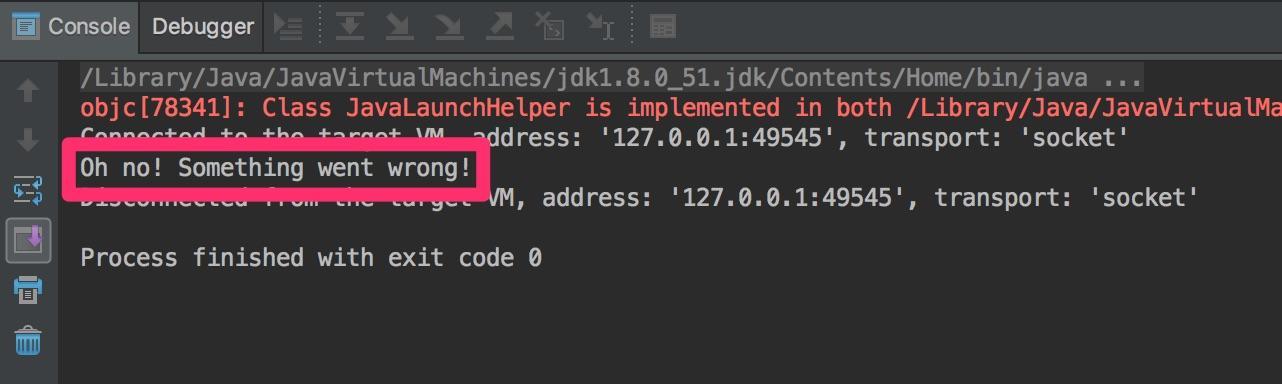 Console Debugger
/Library/Java/JavaVirtualMachines/jdk1.8.0_51.jdk/Contents/Home/bin/java ...
objc[78341]: Class JavaLaunchHelper is implemented in both /Library/Java/JavaVirtualMa
Connected to the target VM, address: '127.0.0.1:49545', transport: 'socket'
Oh no! Something went wrong!
Disconnected from the target VM, address: '127.0.0.1:49545', transport: 'socket'
Process finished with exit code 0